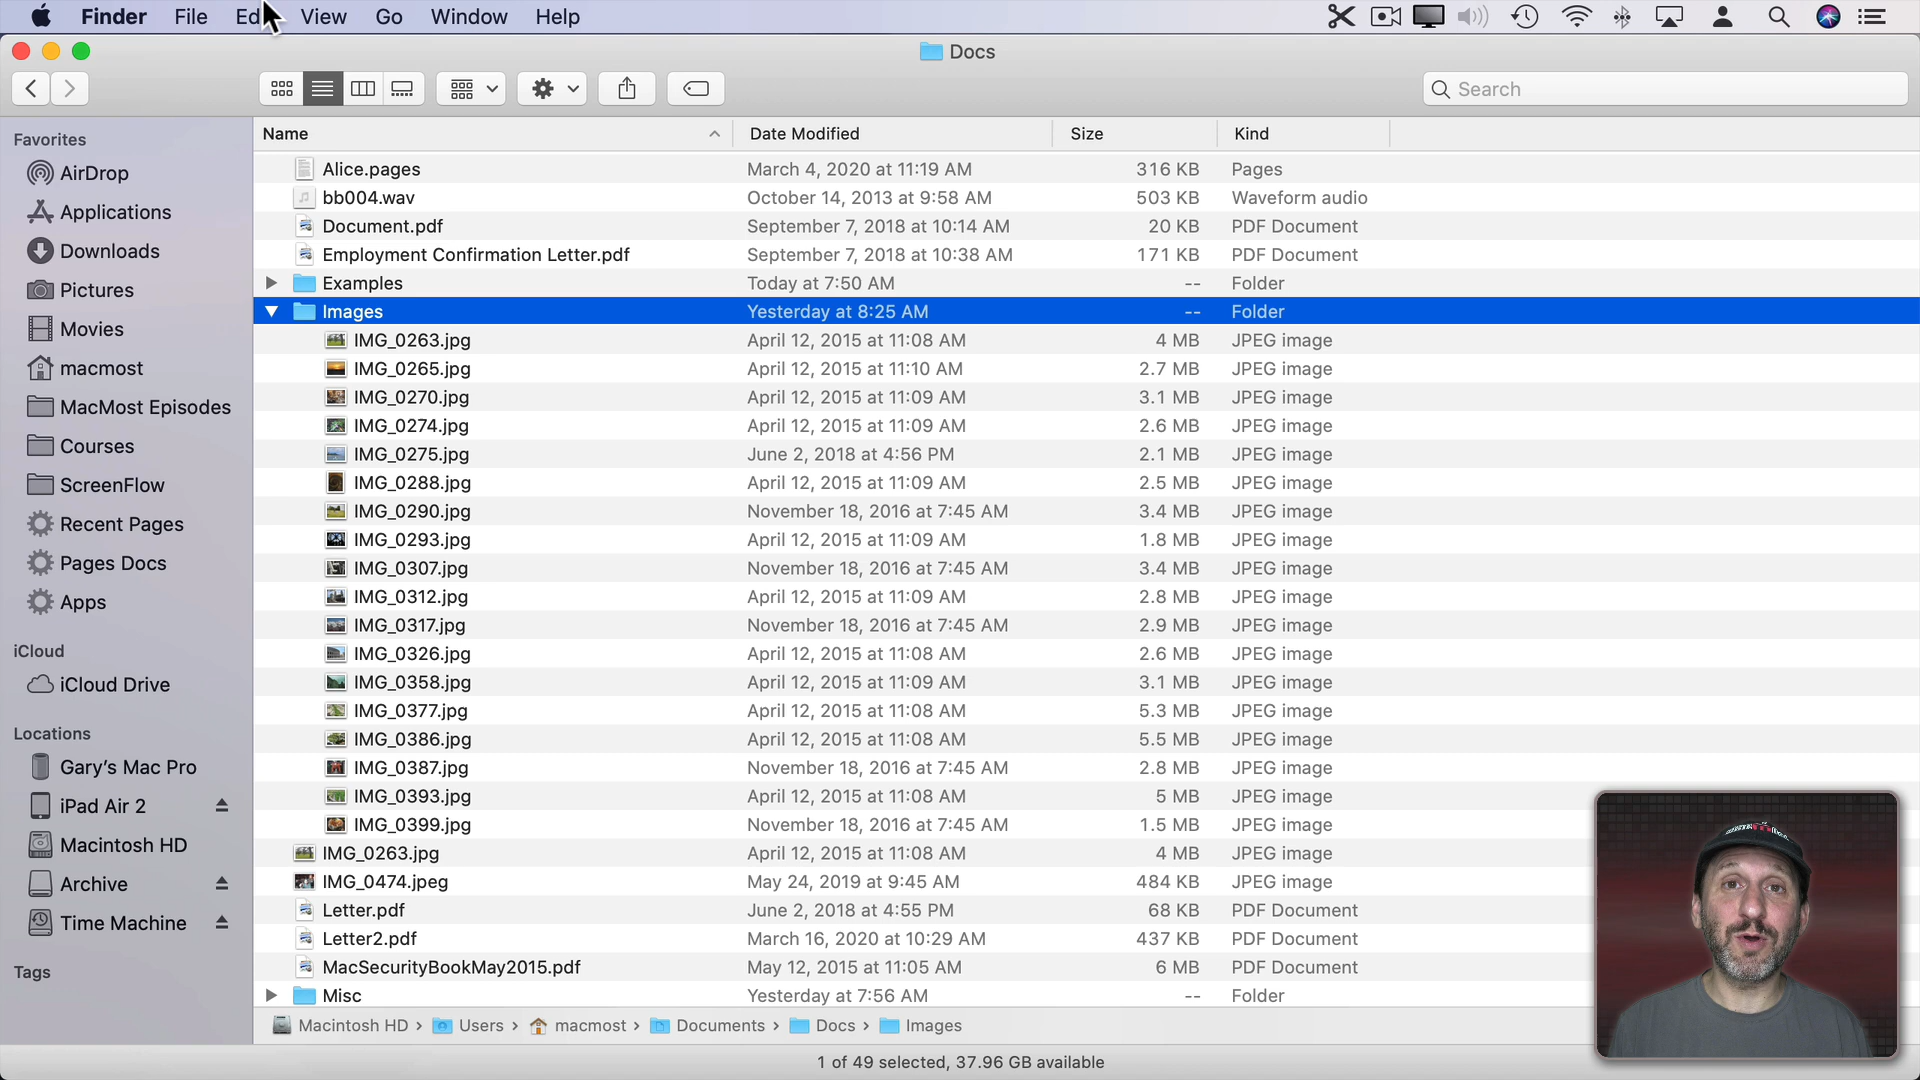 Finder File Ed View Go Window Help
Docs
Search
Favorites
AirDrop
Applications
Downloads
Pictures
Movies
macmost
MacMost Episodes
Courses
ScreenFlow
Recent Pages
Pages Docs
Apps
iCloud
iCloud Drive
Locations
Gary’s Mac Pro
iPad Air 2
Macintosh HD
Archive
Time Machine
Tags
Name Date Modified Size Kind
Alice.pages March 4, 2020 at 11:19 AM 316 KB Pages
bb004.wav October 14, 2013 at 9:58 AM 503 KB Waveform audio
Document.pdf September 7, 2018 at 10:14 AM 20 KB PDF Document
Employment Confirmation Letter.pdf September 7, 2018 at 10:38 AM 171 KB PDF Document
Examples Today at 7:50 AM -- Folder
Images Yesterday at 8:25 AM -- Folder
IMG_0263.jpg April 12, 2015 at 11:08 AM 4 MB JPEG image
IMG_0265.jpg April 12, 2015 at 11:10 AM 2.7 MB JPEG image
IMG_0270.jpg April 12, 2015 at 11:09 AM 3.1 MB JPEG image
IMG_0274.jpg April 12, 2015 at 11:09 AM 2.6 MB JPEG image
IMG_0275.jpg June 2, 2018 at 4:56 PM 2.1 MB JPEG image
IMG_0288.jpg April 12, 2015 at 11:09 AM 2.5 MB JPEG image
IMG_0290.jpg November 18, 2016 at 7:45 AM 3.4 MB JPEG image
IMG_0293.jpg April 12, 2015 at 11:09 AM 1.8 MB JPEG image
IMG_0307.jpg November 18, 2016 at 7:45 AM 3.4 MB JPEG image
IMG_0312.jpg April 12, 2015 at 11:09 AM 2.8 MB JPEG image
IMG_0317.jpg November 18, 2016 at 7:45 AM 2.9 MB JPEG image
IMG_0326.jpg April 12, 2015 at 11:08 AM 2.6 MB JPEG image
IMG_0358.jpg April 12, 2015 at 11:09 AM 3.1 MB JPEG image
IMG_0377.jpg April 12, 2015 at 11:08 AM 5.3 MB JPEG image
IMG_0386.jpg April 12, 2015 at 11:08 AM 5.5 MB JPEG image
IMG_0387.jpg November 18, 2016 at 7:45 AM 2.8 MB JPEG image
IMG_0393.jpg April 12, 2015 at 11:08 AM 5 MB JPEG image
IMG_0399.jpg November 18, 2016 at 7:45 AM 1.5 MB JPEG image
IMG_0263.jpg April 12, 2015 at 11:08 AM 4 MB JPEG image
IMG_0474.jpeg May 24, 2019 at 9:45 AM 484 KB JPEG image
Letter.pdf June 2, 2018 at 4:55 PM 68 KB PDF Document
Letter2.pdf March 16, 2020 at 10:29 AM 437 KB PDF Document
MacSecurityBookMay2015.pdf May 12, 2015 at 11:05 AM 6 MB PDF Document
Misc Yesterday at 7:56 AM -- Folder
Macintosh HD › Users › macmost › Documents › Docs › Images
1 of 49 selected, 37.96 GB available